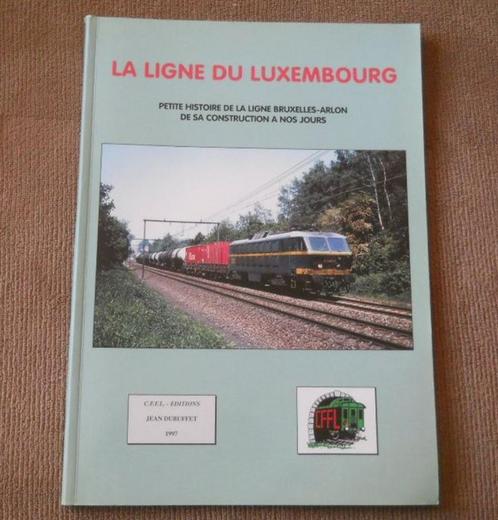 LA LIGNE DU LUXEMBOURG
PETITE HISTOIRE DE LA LIGNE BRUXELLES-ARLON
DE SA CONSTRUCTION A NOS JOURS
C.F.F.L. - EDITIONS
JEAN DUBUFFET
1997
CFFL